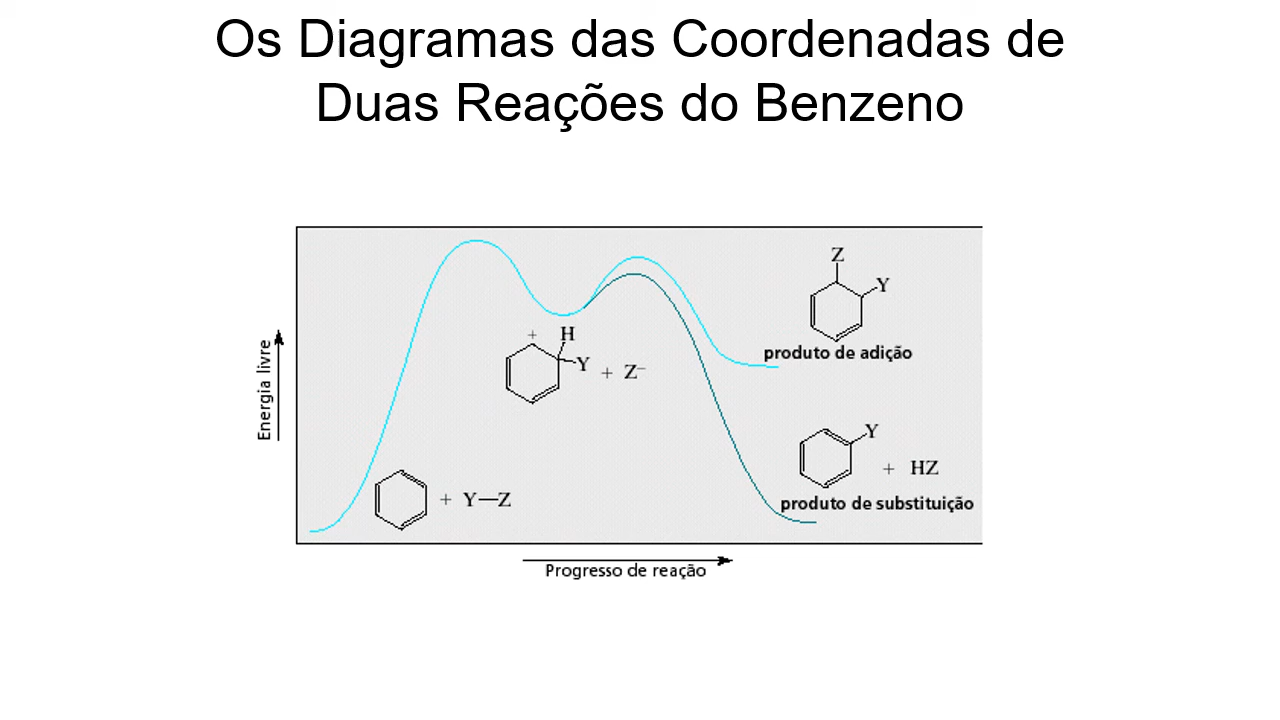 Os Diagramas das Coordenadas de
Duas Reações do Benzeno
Energia livre
Z
Y
produto de adição
+ H
Y + Z⁻
Y
+ HZ
produto de substituição
+ Y—Z
Progresso de reação